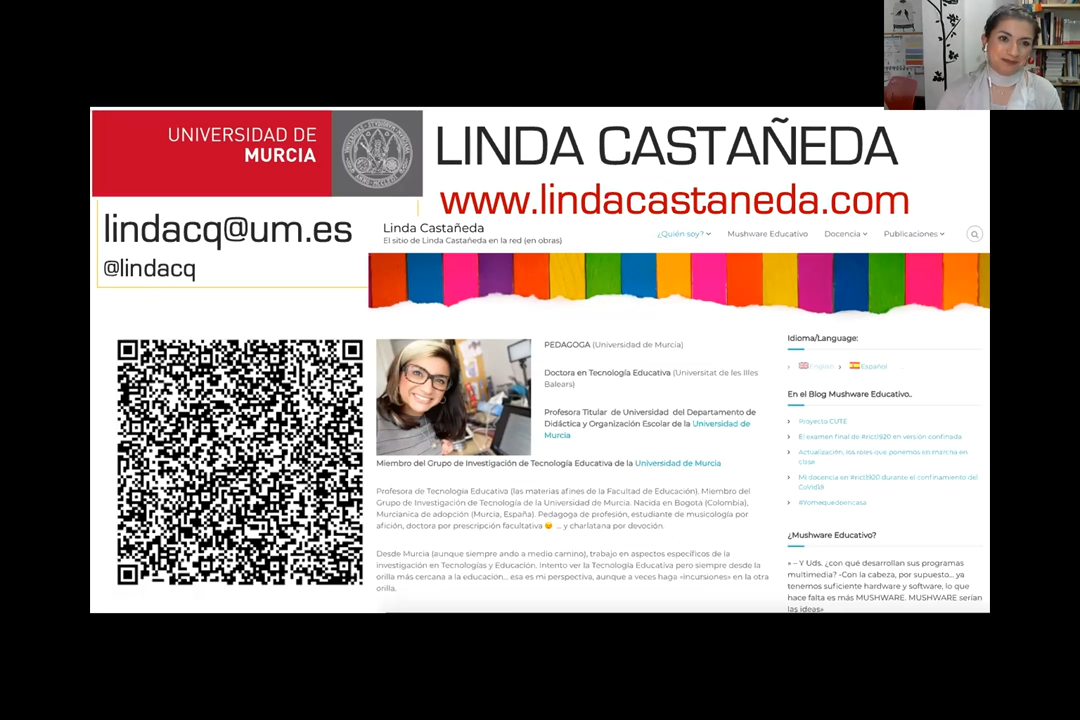 UNIVERSIDAD DE
MURCIA
LINDA CASTAÑEDA
www.lindacastaneda.com
lindacq@um.es
@lindacq
Linda Castañeda
El sitio de Linda Castañeda en la red (en obras)
¿Quién soy?
Mushware Educativo
Docencia
Publicaciones
PEDAGOGA (Universidad de Murcia)
Doctora en Tecnología Educativa (Universitat de les Illes
Balears)
Profesora Titular de Universidad del Departamento de
Didáctica y Organización Escolar de la Universidad de
Murcia
Miembro del Grupo de Investigación de Tecnología Educativa de la Universidad de Murcia
Profesora de Tecnología Educativa (las materias afines de la Facultad de Educación). Miembro del
Grupo de Investigación de Tecnología de la Universidad de Murcia. Nacida en Bogotá (Colombia),
Murcianica de adopción (Murcia, España). Pedagoga de profesión, estudiante de musicología por
afición, doctora por prescripción facultativa 😉 … y charlatana por devoción.
Desde Murcia (aunque siempre ando a medio camino), trabajo en aspectos específicos de la
investigación en Tecnologías y Educación. Intento ver la Tecnología Educativa pero siempre desde la
orilla más cercana a la educación… esa es mi perspectiva, aunque a veces haga «incursiones» en la otra
orilla.
Idioma/Language:
English
Español
En el Blog Mushware Educativo..
Proyecto CUTE
El examen final de #rict1920 en versión confinada
Actualización, los roles que ponemos en marcha en
clase
Mi docencia en #rict1920 durante el confinamiento del
CoVid19
#Yomequedoencasa
¿Mushware Educativo?
» – Y Uds. ¿con qué desarrollan sus programas
multimedia? -Con la cabeza, por supuesto… ya
tenemos suficiente hardware y software, lo que
hace falta es más MUSHWARE. MUSHWARE serían
las ideas»